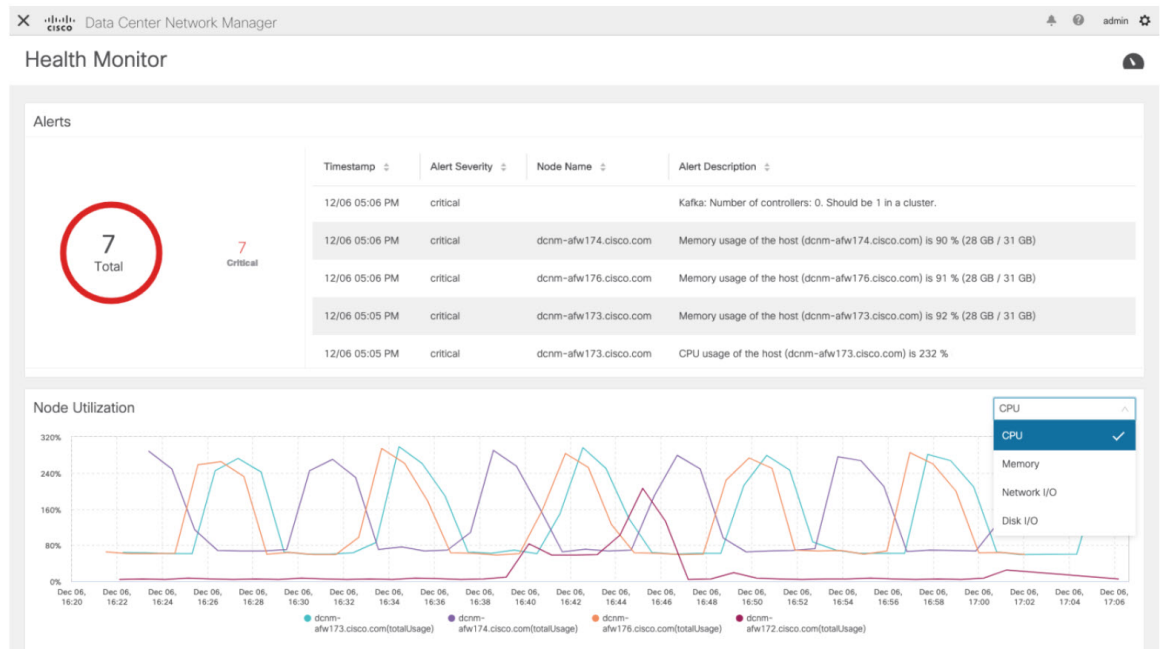 cisco Data Center Network Manager admin
Health Monitor
Alerts
Timestamp Alert Severity Node Name Alert Description
12/06 05:06 PM critical Kafka: Number of controllers: 0. Should be 1 in a cluster.
12/06 05:06 PM critical dcnm-afw174.cisco.com Memory usage of the host (dcnm-afw174.cisco.com) is 90 % (28 GB / 31 GB)
7
Total
7
Critical
12/06 05:06 PM critical dcnm-afw176.cisco.com Memory usage of the host (dcnm-afw176.cisco.com) is 91 % (28 GB / 31 GB)
12/06 05:05 PM critical dcnm-afw173.cisco.com Memory usage of the host (dcnm-afw173.cisco.com) is 92 % (28 GB / 31 GB)
12/06 05:05 PM critical dcnm-afw173.cisco.com CPU usage of the host (dcnm-afw173.cisco.com) is 232 %
Node Utilization
CPU
CPU
Memory
Network I/O
Disk I/O
320%
240%
160%
80%
0%
Dec 06, Dec 06, Dec 06, Dec 06, Dec 06, Dec 06, Dec 06, Dec 06, Dec 06, Dec 06, Dec 06, Dec 06, Dec 06, Dec 06, Dec 06, Dec 06, Dec 06, Dec 06, Dec 06, Dec 06, Dec 06, Dec 06, Dec 06, Dec 06,
16:20 16:22 16:24 16:26 16:28 16:30 16:32 16:34 16:36 16:38 16:40 16:42 16:44 16:46 16:48 16:50 16:52 16:54 16:56 16:58 17:00 17:02 17:04 17:06
dcnm- dcnm- dcnm- dcnm-
afw173.cisco.com(totalUsage) afw174.cisco.com(totalUsage) afw176.cisco.com(totalUsage) afw172.cisco.com(totalUsage)